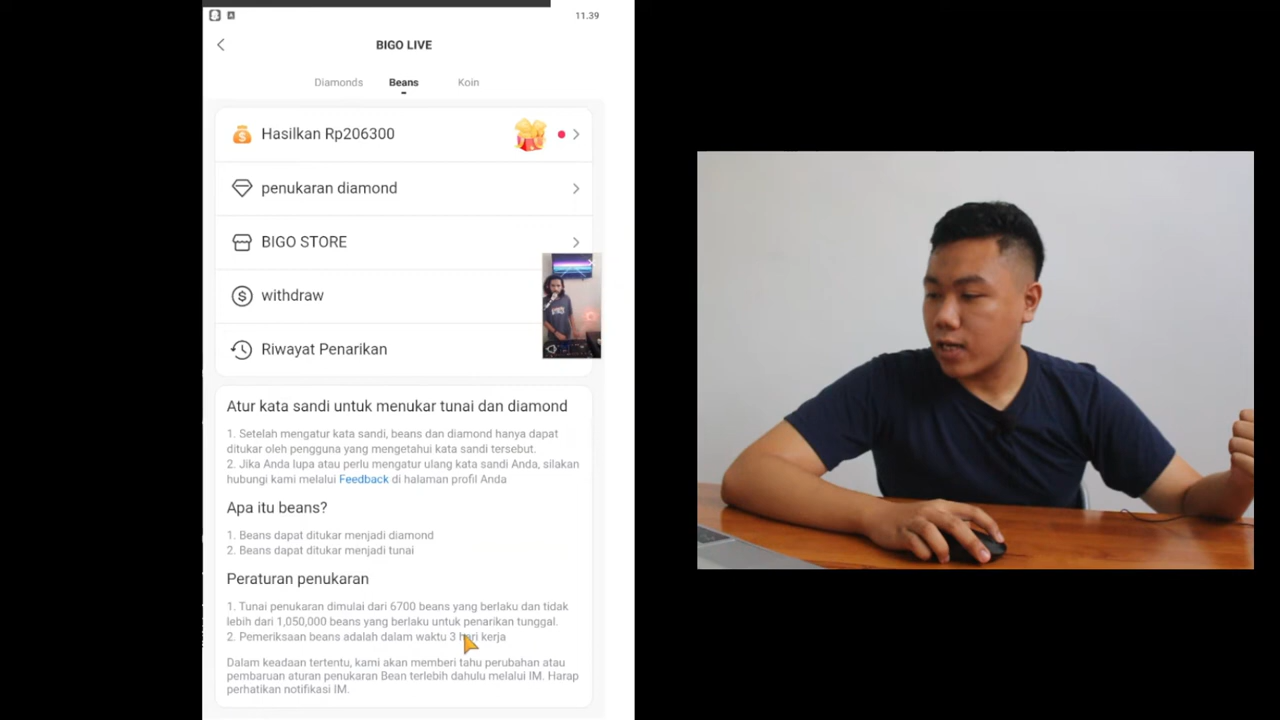 11.39
BIGO LIVE
Diamonds Beans Koin
Hasilkan Rp206300
penukaran diamond
BIGO STORE
withdraw
Riwayat Penarikan
Atur kata sandi untuk menukar tunai dan diamond
1. Setelah mengatur kata sandi, beans dan diamond hanya dapat
ditukar oleh pengguna yang mengetahui kata sandi tersebut.
2. Jika Anda lupa atau perlu mengatur ulang kata sandi Anda, silakan
hubungi kami melalui Feedback di halaman profil Anda
Apa itu beans?
1. Beans dapat ditukar menjadi diamond
2. Beans dapat ditukar menjadi tunai
Peraturan penukaran
1. Tunai penukaran dimulai dari 6700 beans yang berlaku dan tidak
lebih dari 1,050,000 beans yang berlaku untuk penarikan tunggal.
2. Pemeriksaan beans adalah dalam waktu 3 hari kerja
Dalam keadaan tertentu, kami akan memberi tahu perubahan atau
pembaruan aturan penukaran Bean terlebih dahulu melalui IM. Harap
perhatikan notifikasi IM.